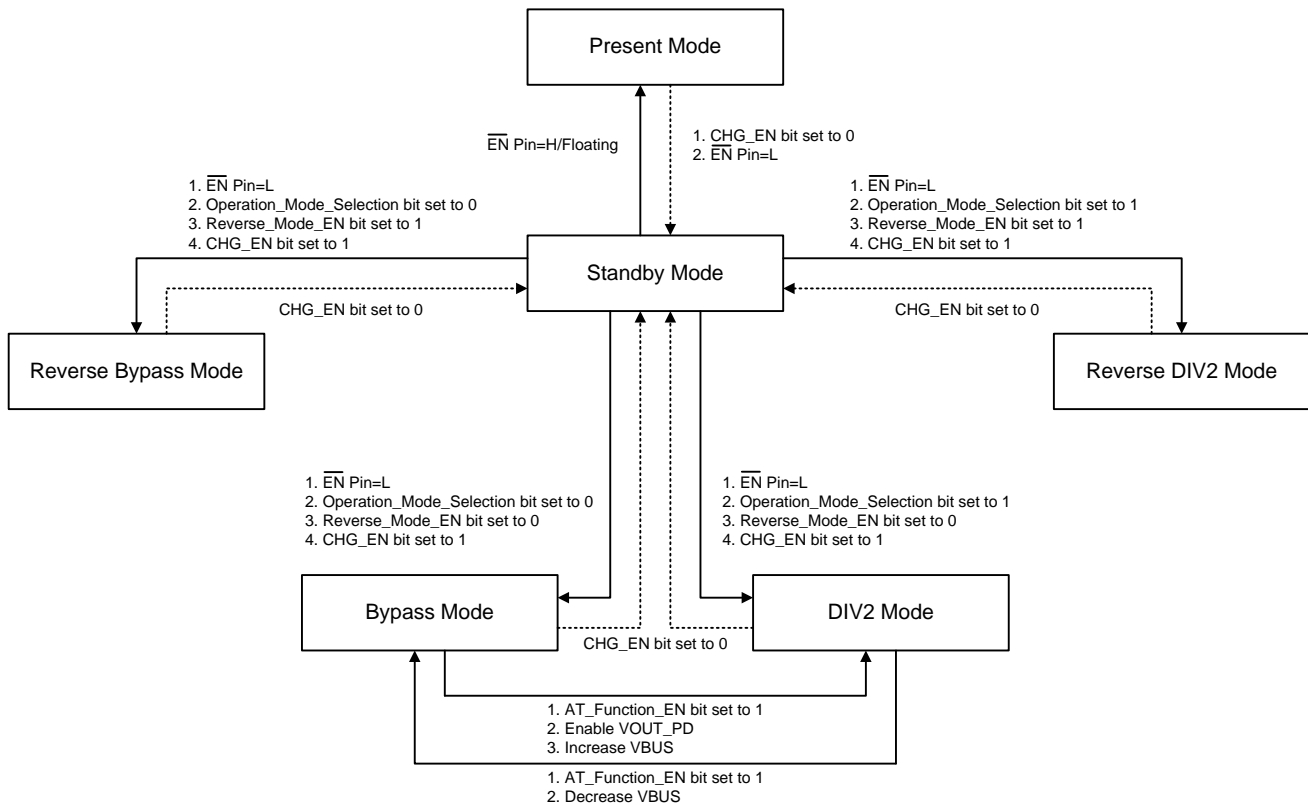 Present Mode
EN Pin=H/Floating
1. CHG_EN bit set to 0
2. EN Pin=L
1. EN Pin=L
2. Operation_Mode_Selection bit set to 0
3. Reverse_Mode_EN bit set to 1
4. CHG_EN bit set to 1
1. EN Pin=L
2. Operation_Mode_Selection bit set to 1
3. Reverse_Mode_EN bit set to 1
4. CHG_EN bit set to 1
Standby Mode
CHG_EN bit set to 0
CHG_EN bit set to 0
Reverse Bypass Mode
Reverse DIV2 Mode
1. EN Pin=L
2. Operation_Mode_Selection bit set to 0
3. Reverse_Mode_EN bit set to 0
4. CHG_EN bit set to 1
1. EN Pin=L
2. Operation_Mode_Selection bit set to 1
3. Reverse_Mode_EN bit set to 0
4. CHG_EN bit set to 1
Bypass Mode
DIV2 Mode
CHG_EN bit set to 0
1. AT_Function_EN bit set to 1
2. Enable VOUT_PD
3. Increase VBUS
1. AT_Function_EN bit set to 1
2. Decrease VBUS